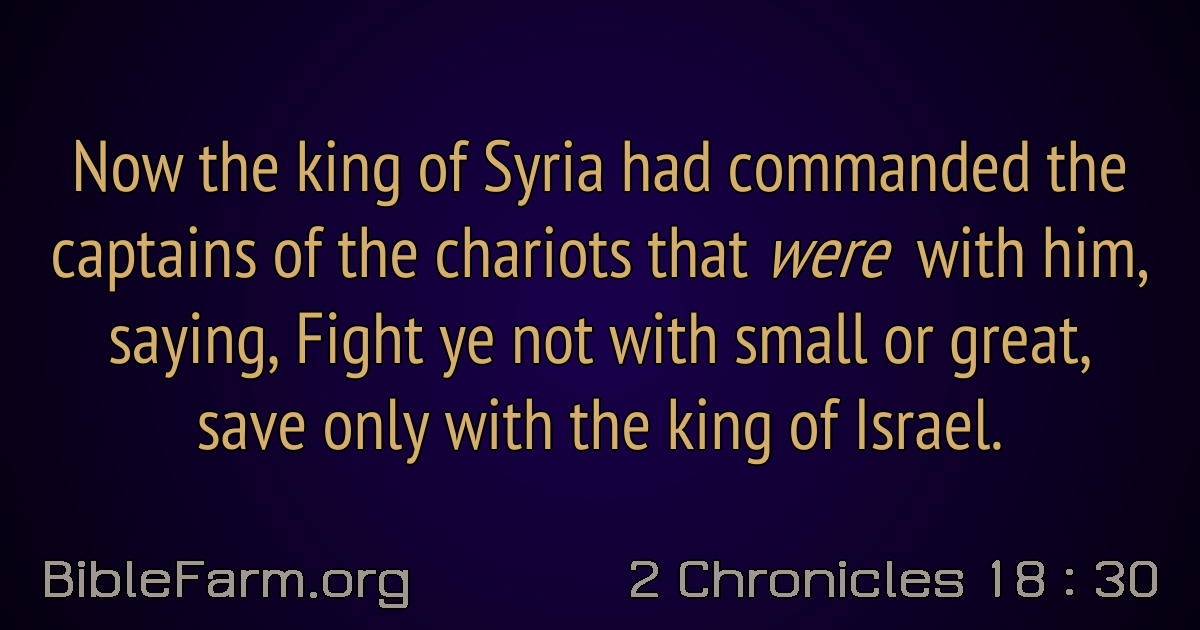 Now the king of Syria had commanded the
captains of the chariots that were with him,
saying, Fight ye not with small or great,
save only with the king of Israel.
BibleFarm.org
2 Chronicles 18 : 30